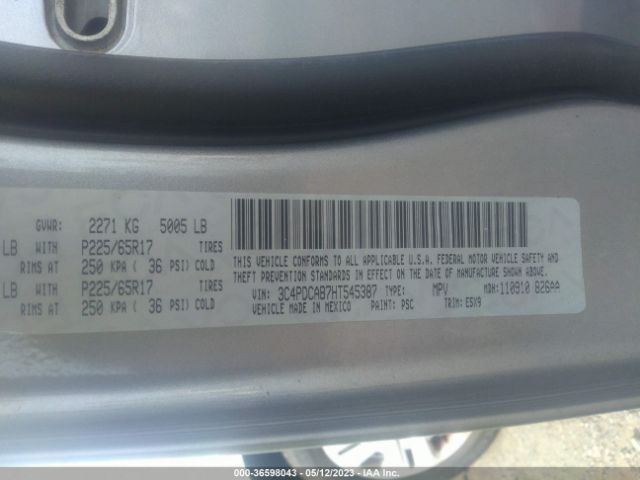 GVWR: 2271 KG 5005 LB
LB WITH P225/65R17 TIRES
RIMS AT 250 KPA ( 36 PSI) COLD
LB WITH P225/65R17 TIRES
RIMS AT 250 KPA ( 36 PSI) COLD
THIS VEHICLE CONFORMS TO ALL APPLICABLE U.S.A. FEDERAL MOTOR VEHICLE SAFETY AND
THEFT PREVENTION STANDARDS IN EFFECT ON THE DATE OF MANUFACTURE SHOWN ABOVE.
VIN: 3C4PDCAB7HT545387 TYPE: MPV MDH: 110910 826AA
VEHICLE MADE IN MEXICO PAINT: PSC TRIM: E5X9
000-36598043 - 05/12/2023 - IAA Inc.